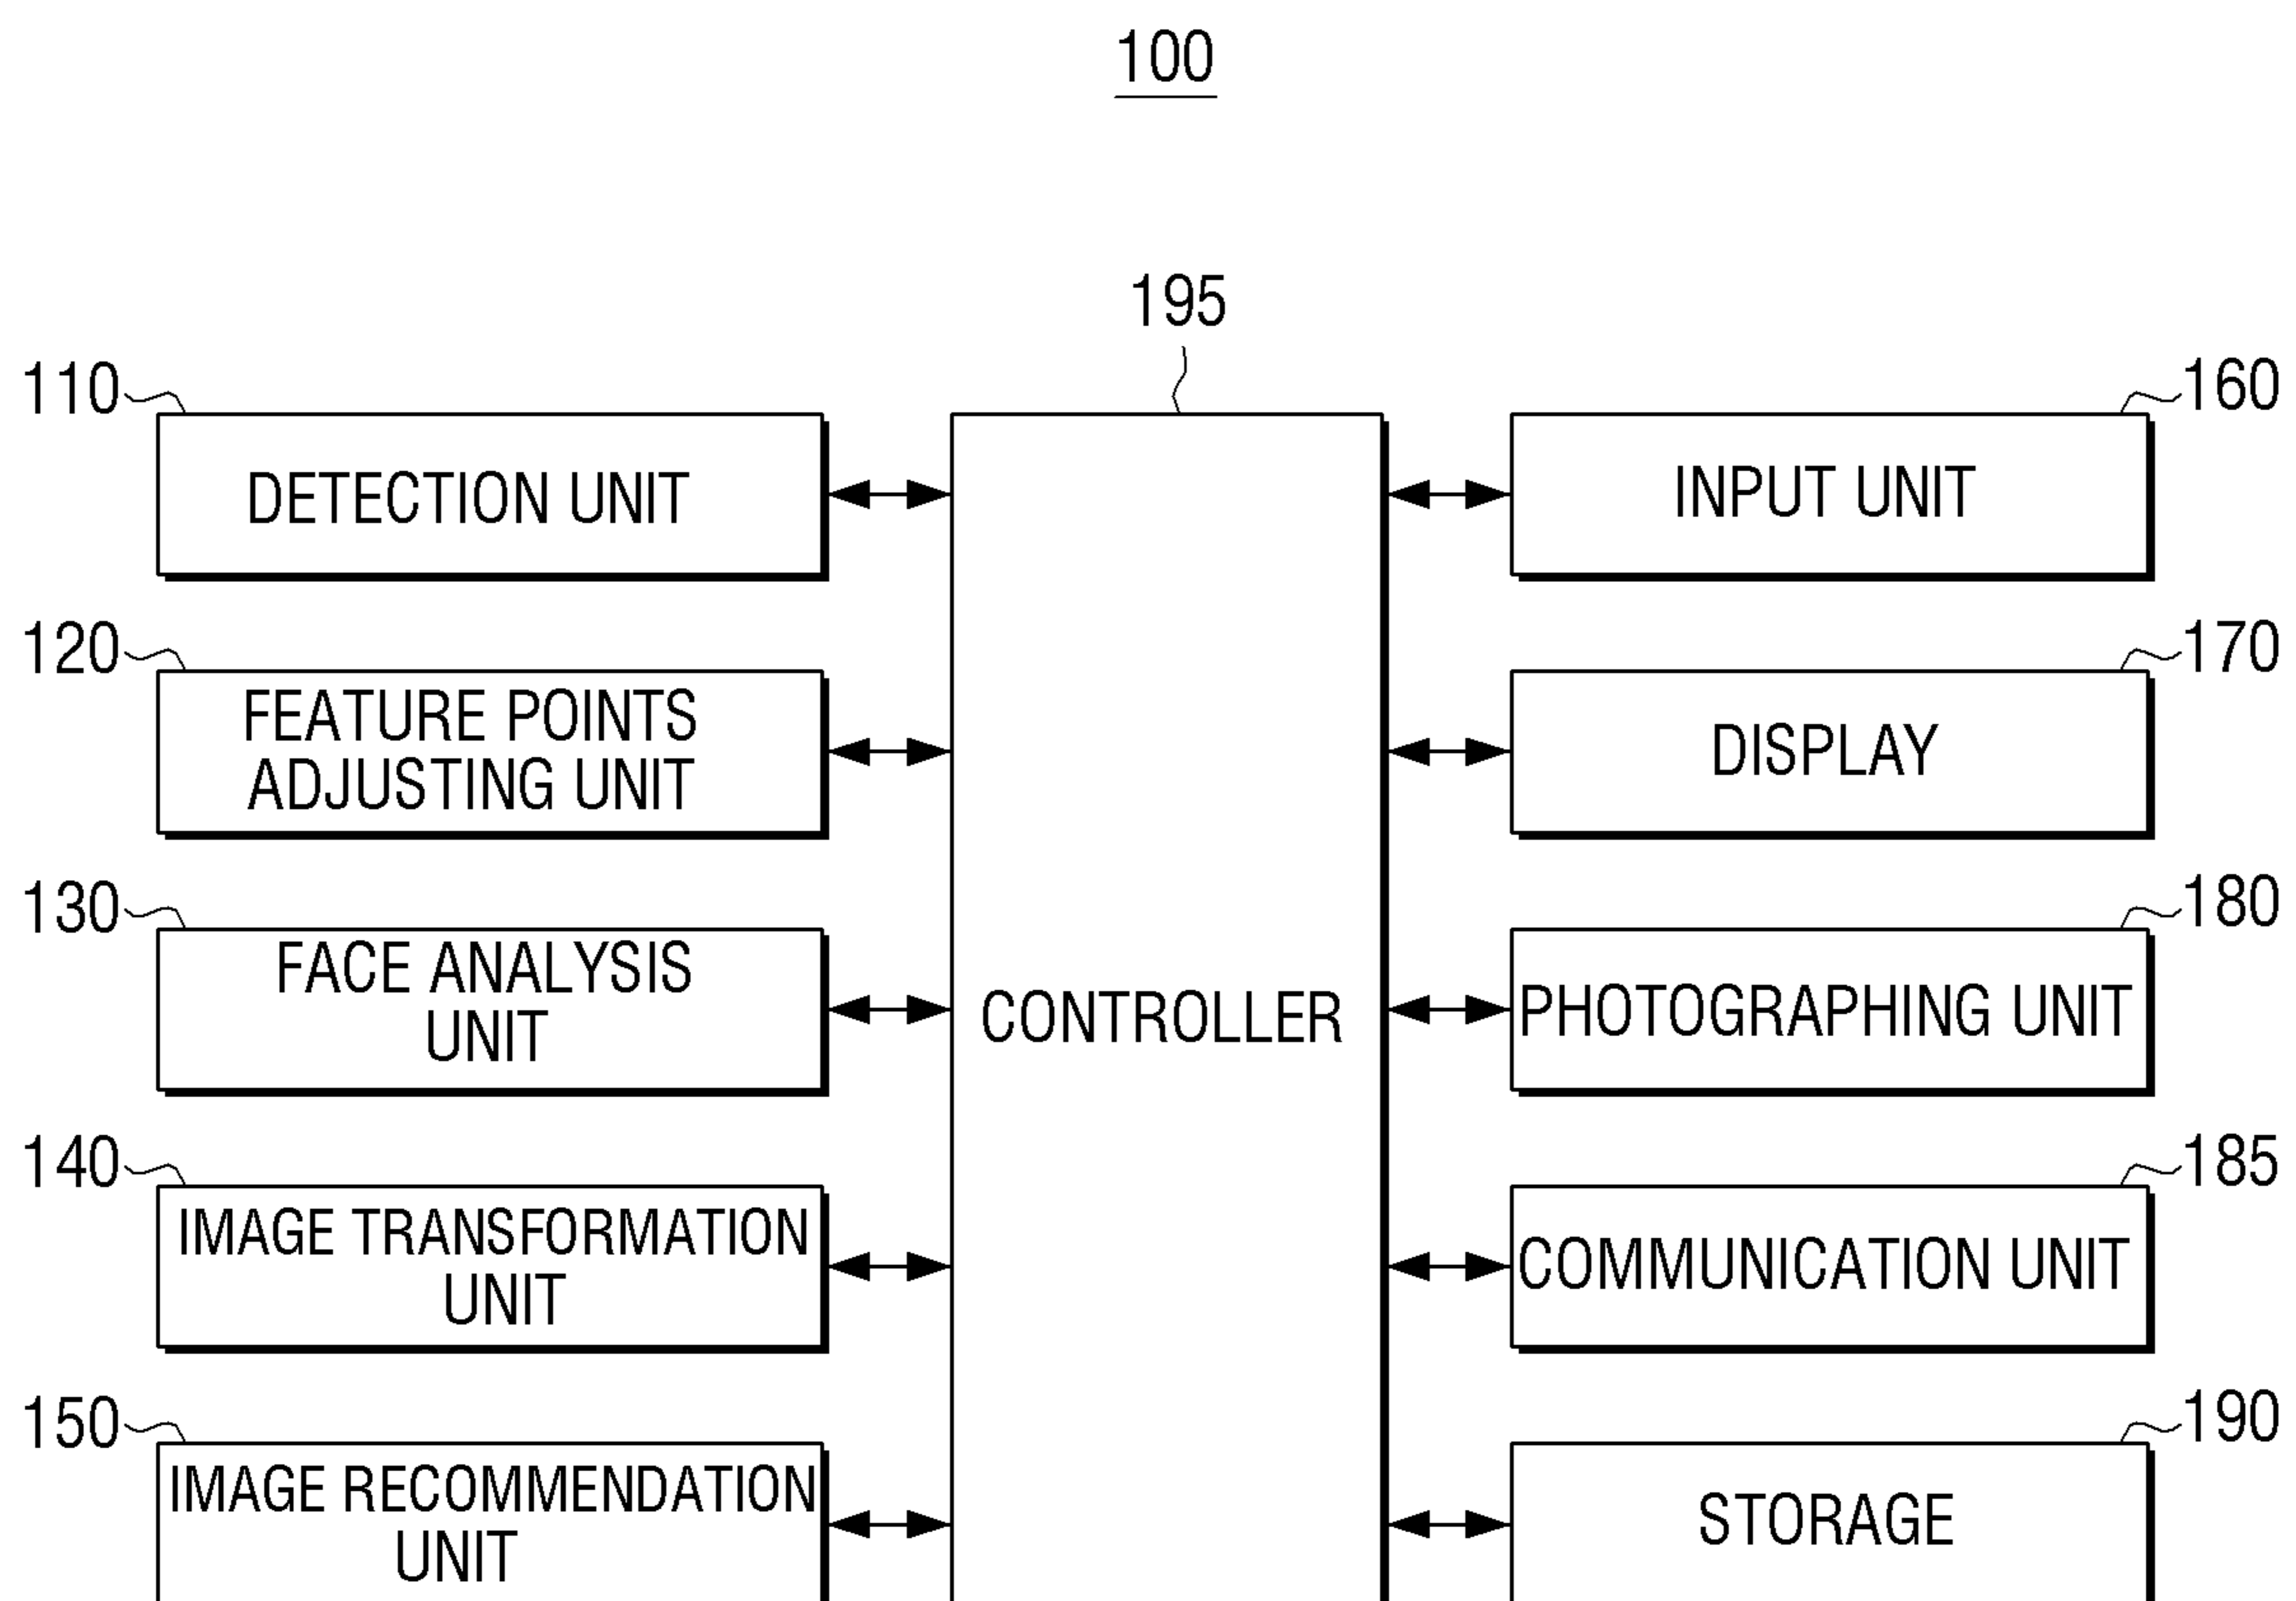 100
195
110
DETECTION UNIT
120
FEATURE POINTS
ADJUSTING UNIT
130
FACE ANALYSIS
UNIT
140
IMAGE TRANSFORMATION
UNIT
150
IMAGE RECOMMENDATION
UNIT
CONTROLLER
160
INPUT UNIT
170
DISPLAY
180
PHOTOGRAPHING UNIT
185
COMMUNICATION UNIT
190
STORAGE